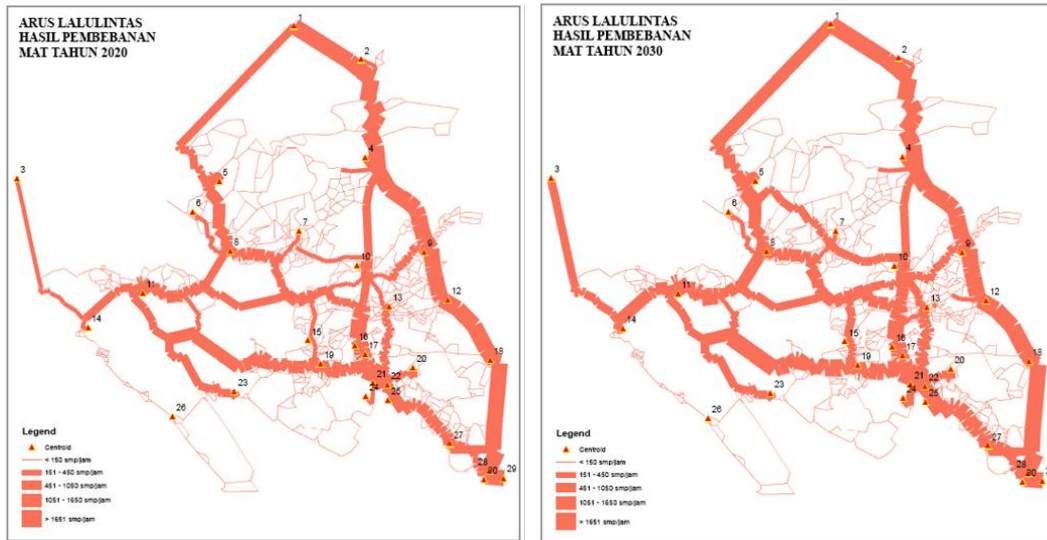 ARUS LALULINTAS
HASIL PEMBEBANAN
MAT TAHUN 2020
1
2
3
4
5
6
7
8
9
10
11
12
13
14
15
16
17
18
19
20
21
22
23
24
25
26
27
28
29
Legend
Centroid
< 150 smp/jam
151 - 450 smp/jam
451 - 1050 smp/jam
1051 - 1650 smp/jam
> 1651 smp/jam
ARUS LALULINTAS
HASIL PEMBEBANAN
MAT TAHUN 2030
1
2
3
4
5
6
7
8
9
10
11
12
13
14
15
16
17
18
19
20
21
22
23
24
25
26
27
28
Legend
Centroid
< 150 smp/jam
151 - 450 smp/jam
451 - 1050 smp/jam
1051 - 1650 smp/jam
> 1651 smp/jam